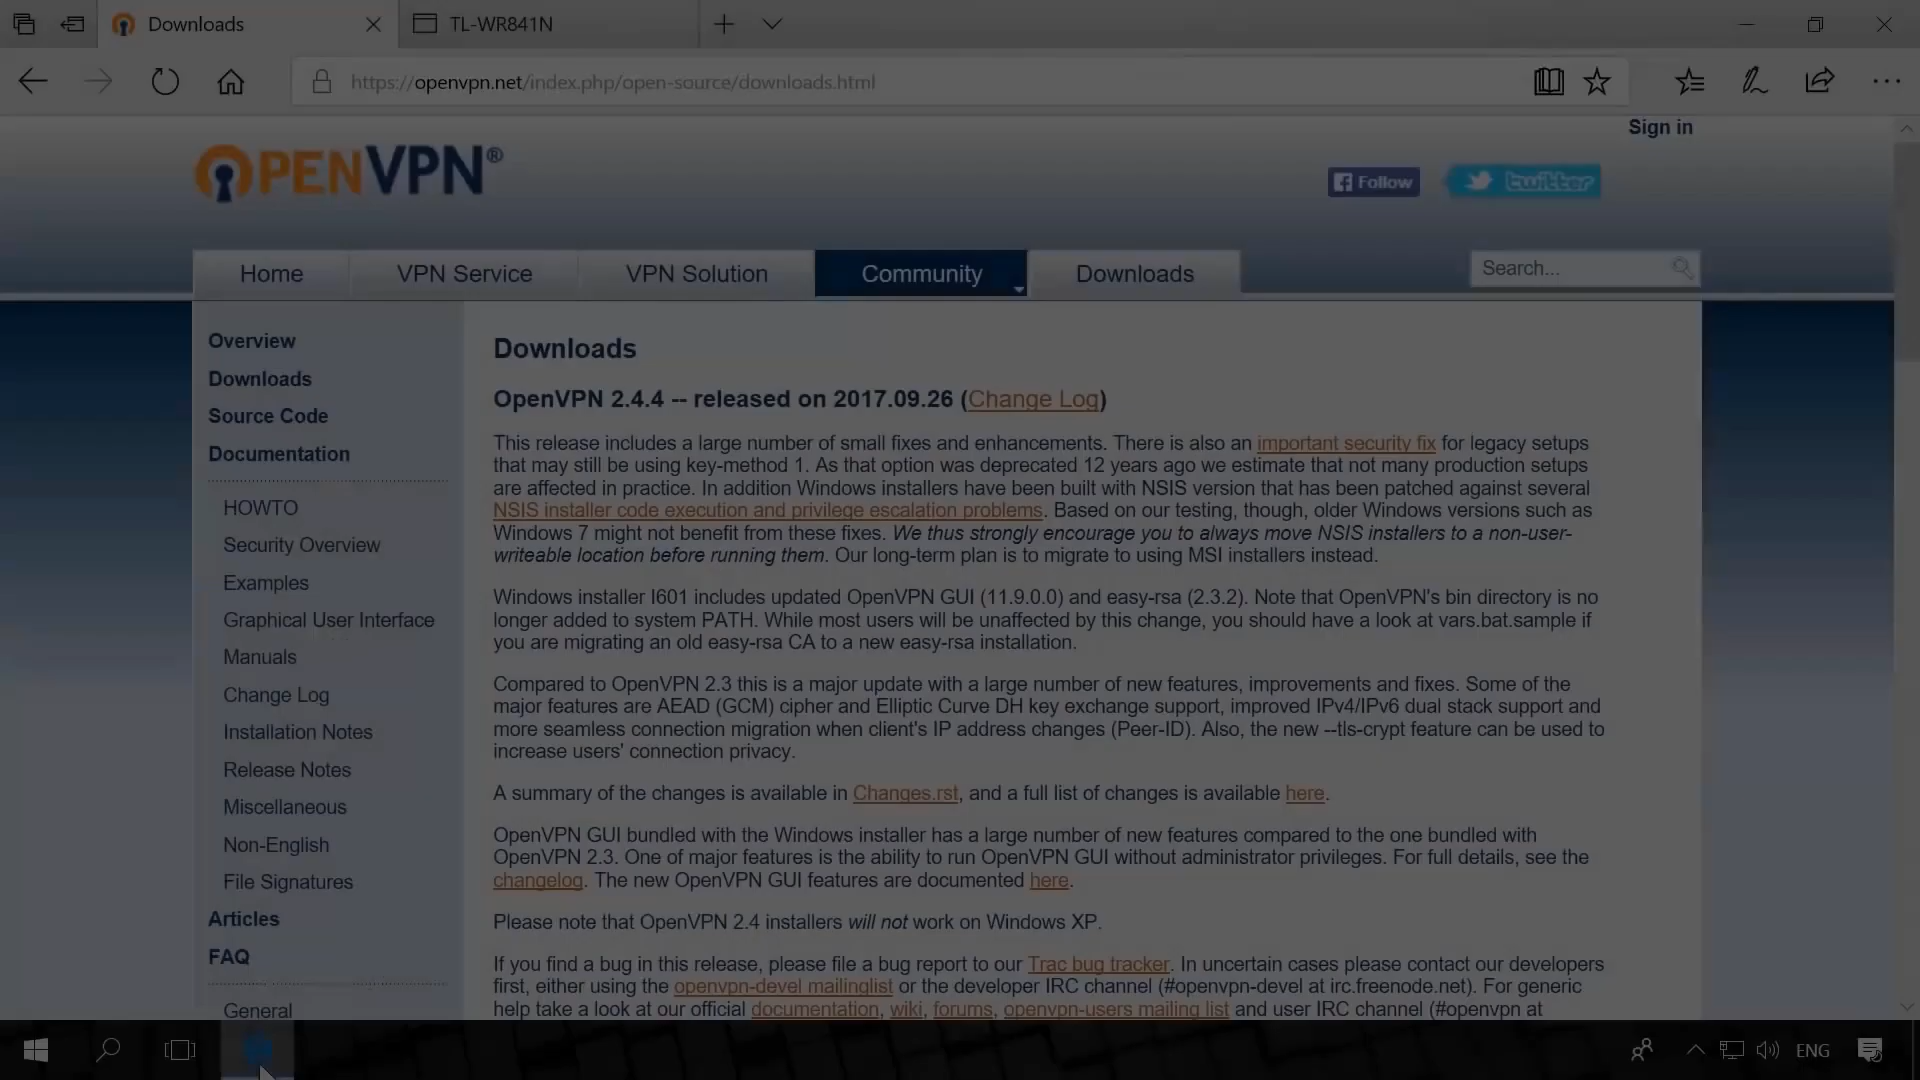 Downloads
TL-WR841N
https://openvpn.net/index.php/open-source/downloads.html
Sign in
OPENVPN®
Follow
twitter
Home
VPN Service
VPN Solution
Community
Downloads
Search...
Overview
Downloads
Source Code
Documentation
HOWTO
Security Overview
Examples
Graphical User Interface
Manuals
Change Log
Installation Notes
Release Notes
Miscellaneous
Non-English
File Signatures
Articles
FAQ
General
Downloads
OpenVPN 2.4.4 -- released on 2017.09.26 (Change Log)
This release includes a large number of small fixes and enhancements. There is also an important security fix for legacy setups
that may still be using key-method 1. As that option was deprecated 12 years ago we estimate that not many production setups
are affected in practice. In addition Windows installers have been built with NSIS version that has been patched against several
NSIS installer code execution and privilege escalation problems. Based on our testing, though, older Windows versions such as
Windows 7 might not benefit from these fixes. We thus strongly encourage you to always move NSIS installers to a non-user-
writeable location before running them. Our long-term plan is to migrate to using MSI installers instead.
Windows installer I601 includes updated OpenVPN GUI (11.9.0.0) and easy-rsa (2.3.2). Note that OpenVPN's bin directory is no
longer added to system PATH. While most users will be unaffected by this change, you should have a look at vars.bat.sample if
you are migrating an old easy-rsa CA to a new easy-rsa installation.
Compared to OpenVPN 2.3 this is a major update with a large number of new features, improvements and fixes. Some of the
major features are AEAD (GCM) cipher and Elliptic Curve DH key exchange support, improved IPv4/IPv6 dual stack support and
more seamless connection migration when client's IP address changes (Peer-ID). Also, the new --tls-crypt feature can be used to
increase users' connection privacy.
A summary of the changes is available in Changes.rst, and a full list of changes is available here.
OpenVPN GUI bundled with the Windows installer has a large number of new features compared to the one bundled with
OpenVPN 2.3. One of major features is the ability to run OpenVPN GUI without administrator privileges. For full details, see the
changelog. The new OpenVPN GUI features are documented here.
Please note that OpenVPN 2.4 installers will not work on Windows XP.
If you find a bug in this release, please file a bug report to our Trac bug tracker. In uncertain cases please contact our developers
first, either using the openvpn-devel mailinglist or the developer IRC channel (#openvpn-devel at irc.freenode.net). For generic
help take a look at our official documentation, wiki, forums, openvpn-users mailing list and user IRC channel (#openvpn at
ENG